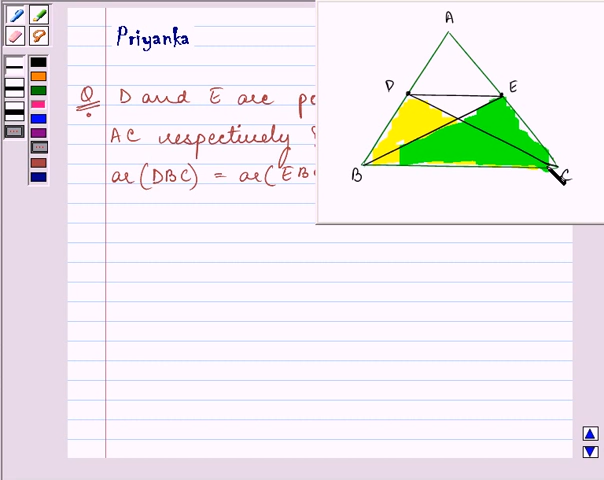 Priyanka
Q D and E are
AC respectively
ar(DBC) = ar(EB
A
D
E
B
C